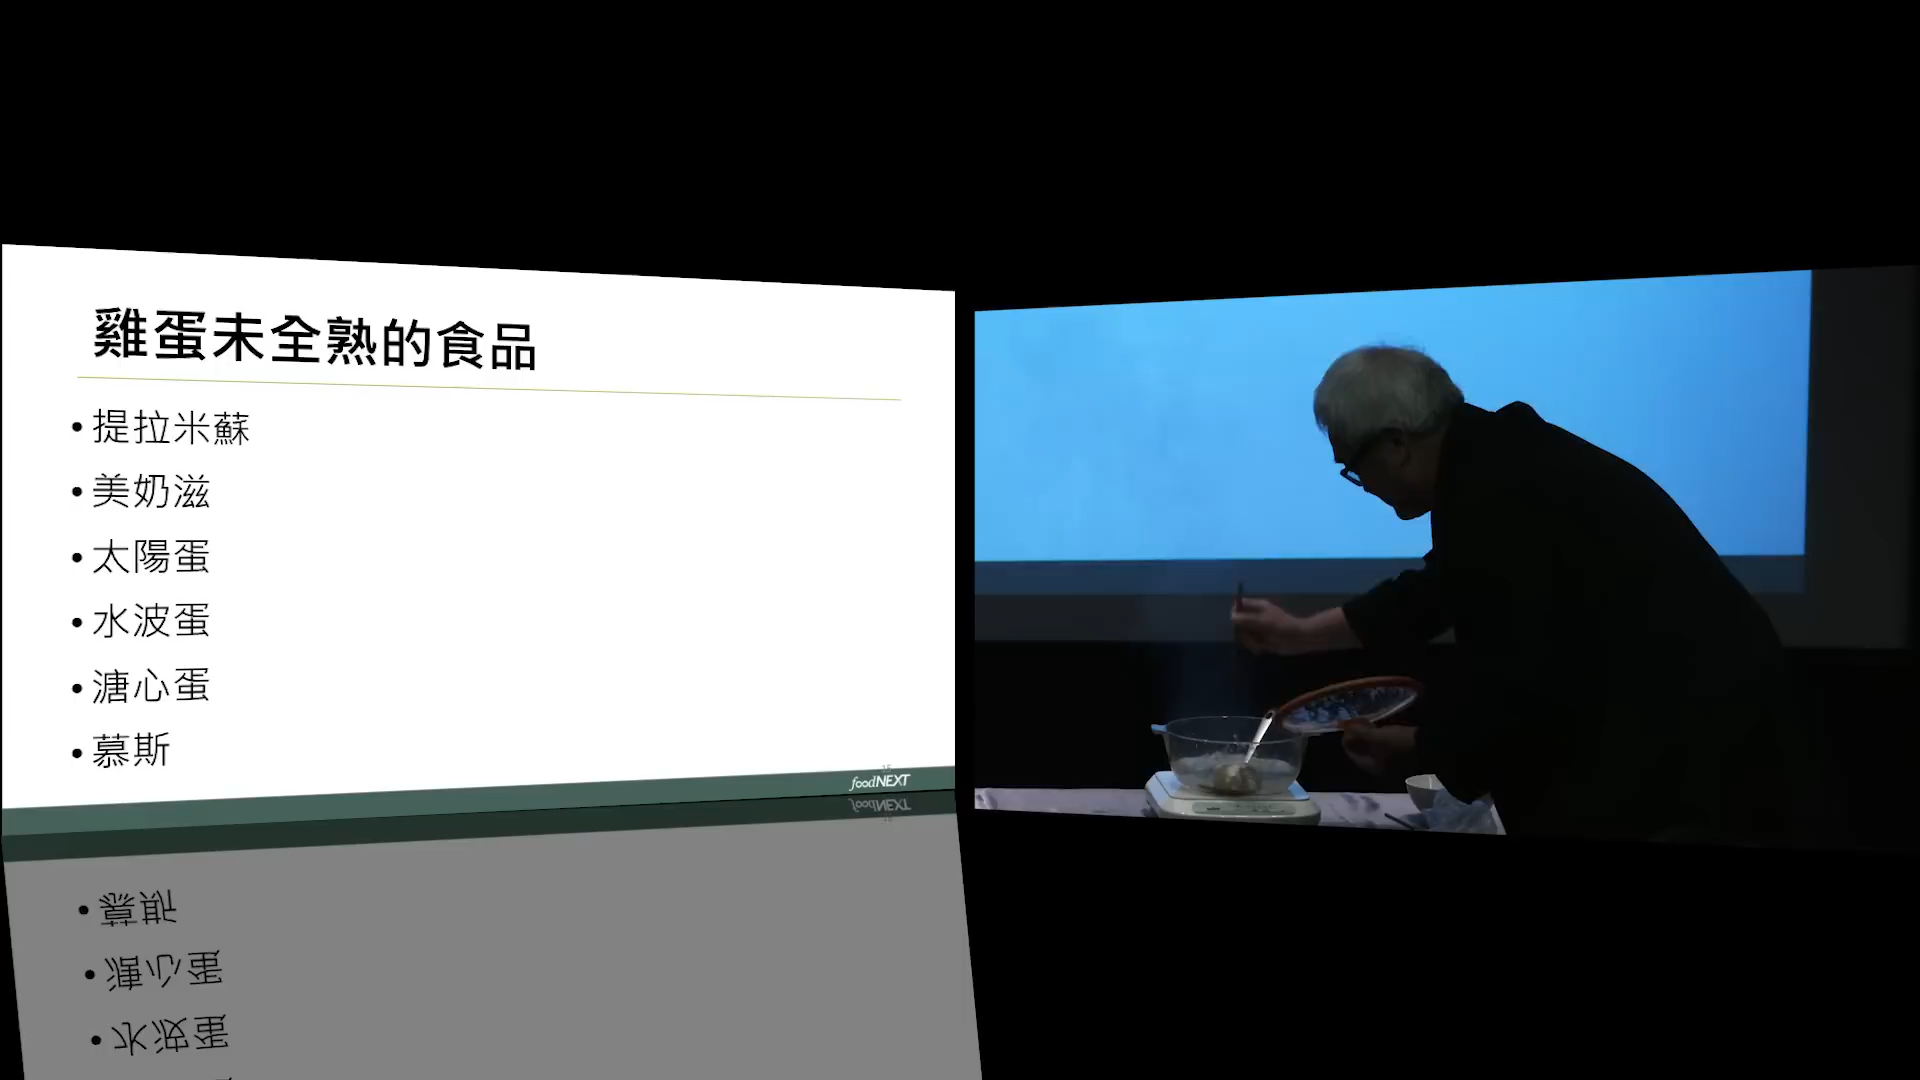 雞蛋未全熟的食品
• 提拉米蘇
• 美奶滋
• 太陽蛋
• 水波蛋
• 溏心蛋
• 慕斯
15
foodNEXT